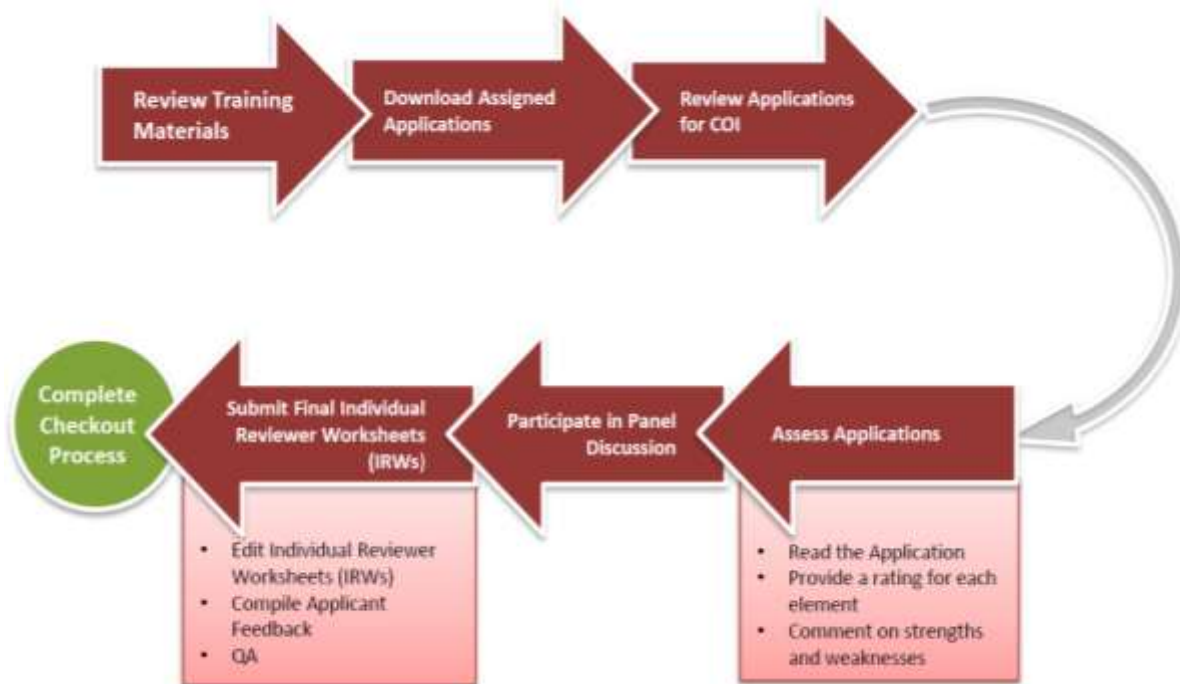 Review Training
Materials
Download Assigned
Applications
Review Applications
for COI
Assess Applications
• Read the Application
• Provide a rating for each
element
• Comment on strengths
and weaknesses
Participate in Panel
Discussion
Submit Final Individual
Reviewer Worksheets
(IRWs)
• Edit Individual Reviewer
Worksheets (IRWs)
• Compile Applicant
Feedback
• QA
Complete
Checkout
Process